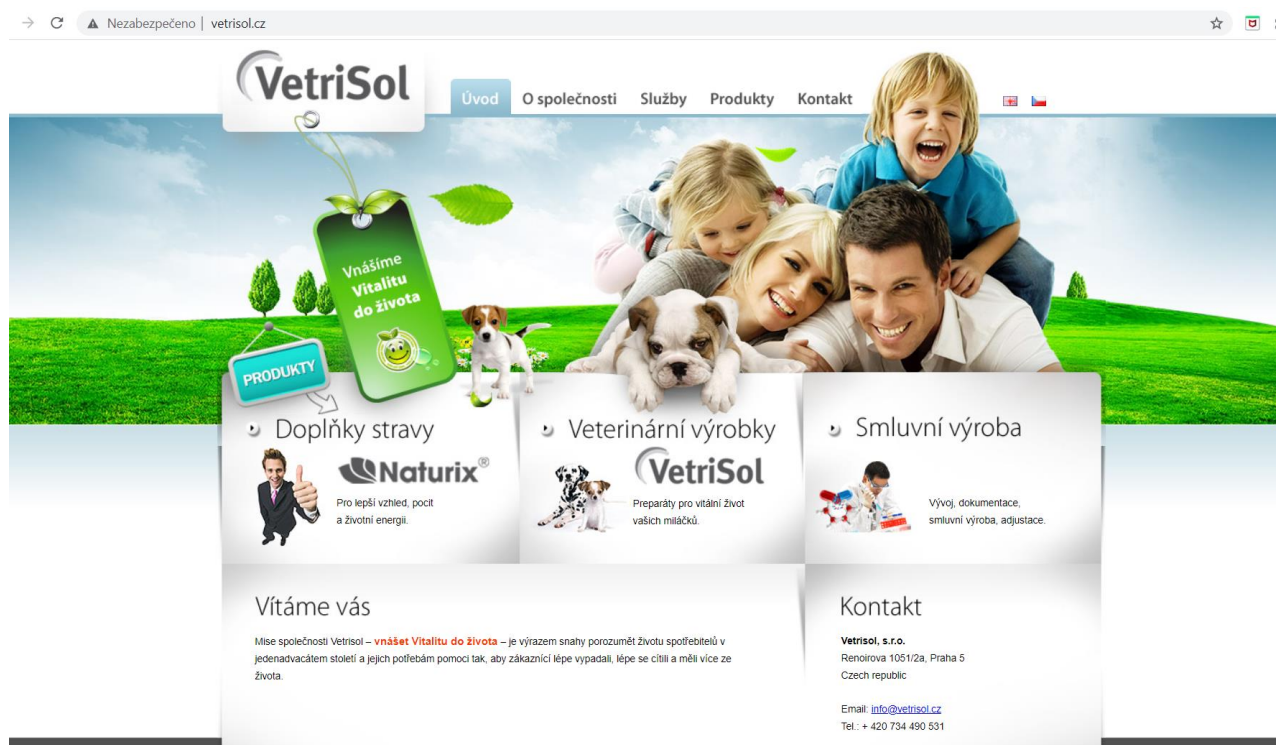 Nezabezpečeno | vetrisol.cz
VetriSol
Úvod O společnosti Služby Produkty Kontakt
Vnášíme
Vitalitu
do života
PRODUKTY
Doplňky stravy
Naturix®
Pro lepší vzhled, pocit
a životní energii.
Veterinární výrobky
VetriSol
Preparáty pro vitální život
vašich miláčků.
Smluvní výroba
Vývoj, dokumentace,
smluvní výroba, adjustace.
Vítáme vás
Mise společnosti Vetrisol – vnášet Vitalitu do života – je výrazem snahy porozumět životu spotřebitelů v
jedenadvacátém století a jejich potřebám pomoci tak, aby zákazníci lépe vypadali, lépe se cítili a měli více ze
života.
Kontakt
Vetrisol, s.r.o.
Renoirova 1051/2a, Praha 5
Czech republic
Email: info@vetrisol.cz
Tel.: + 420 734 490 531